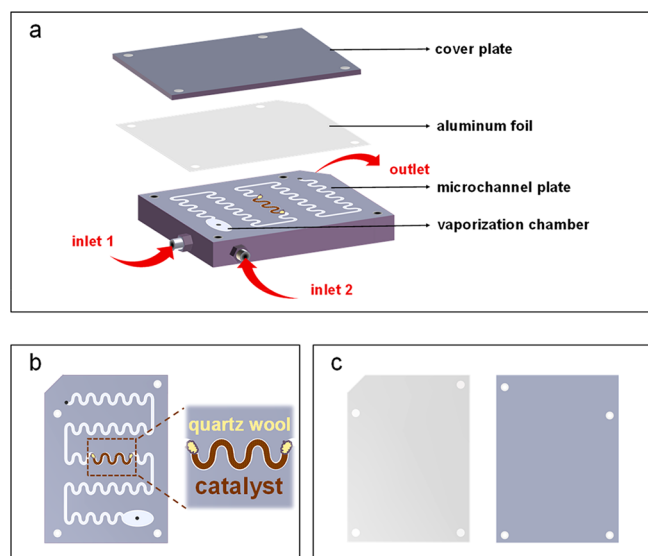 a
cover plate
aluminum foil
outlet
microchannel plate
vaporization chamber
inlet 1
inlet 2
b
quartz wool
catalyst
c